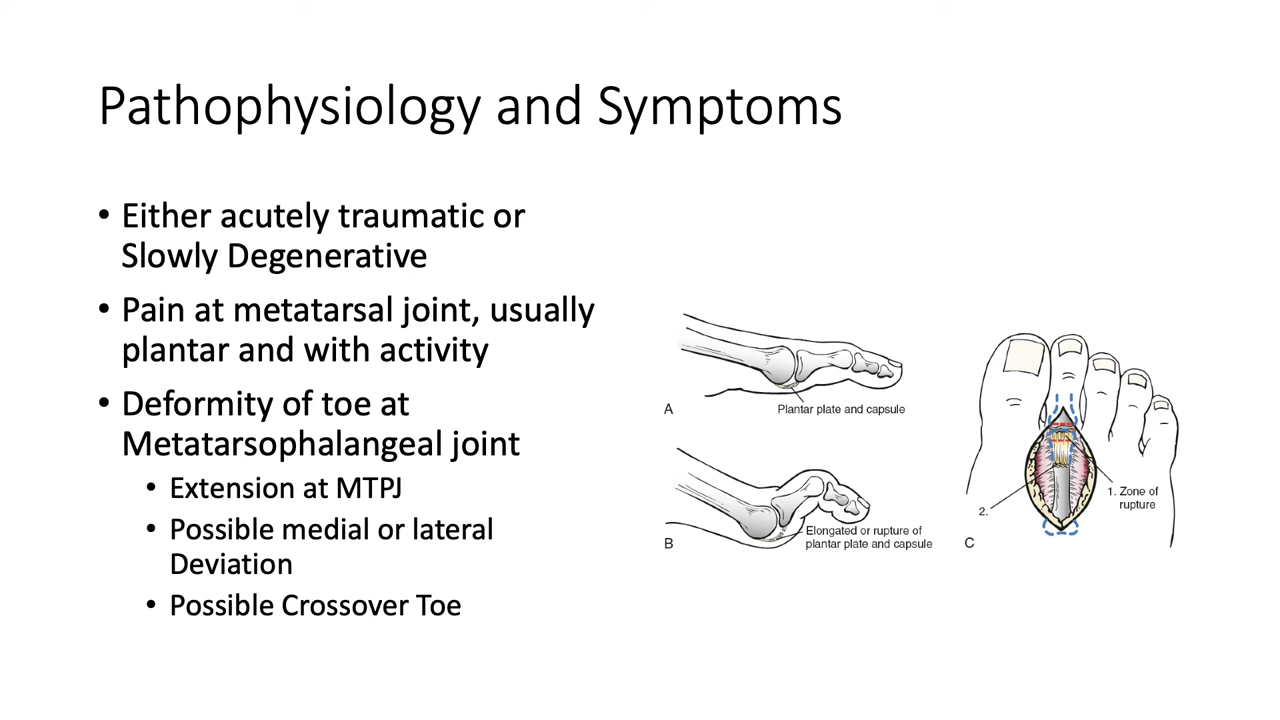 Pathophysiology and Symptoms
• Either acutely traumatic or
Slowly Degenerative
• Pain at metatarsal joint, usually
plantar and with activity
• Deformity of toe at
Metatarsophalangeal joint
• Extension at MTPJ
• Possible medial or lateral
Deviation
• Possible Crossover Toe
A
Plantar plate and capsule
B
Elongated or rupture of
plantar plate and capsule
1. Zone of
rupture
2.
C